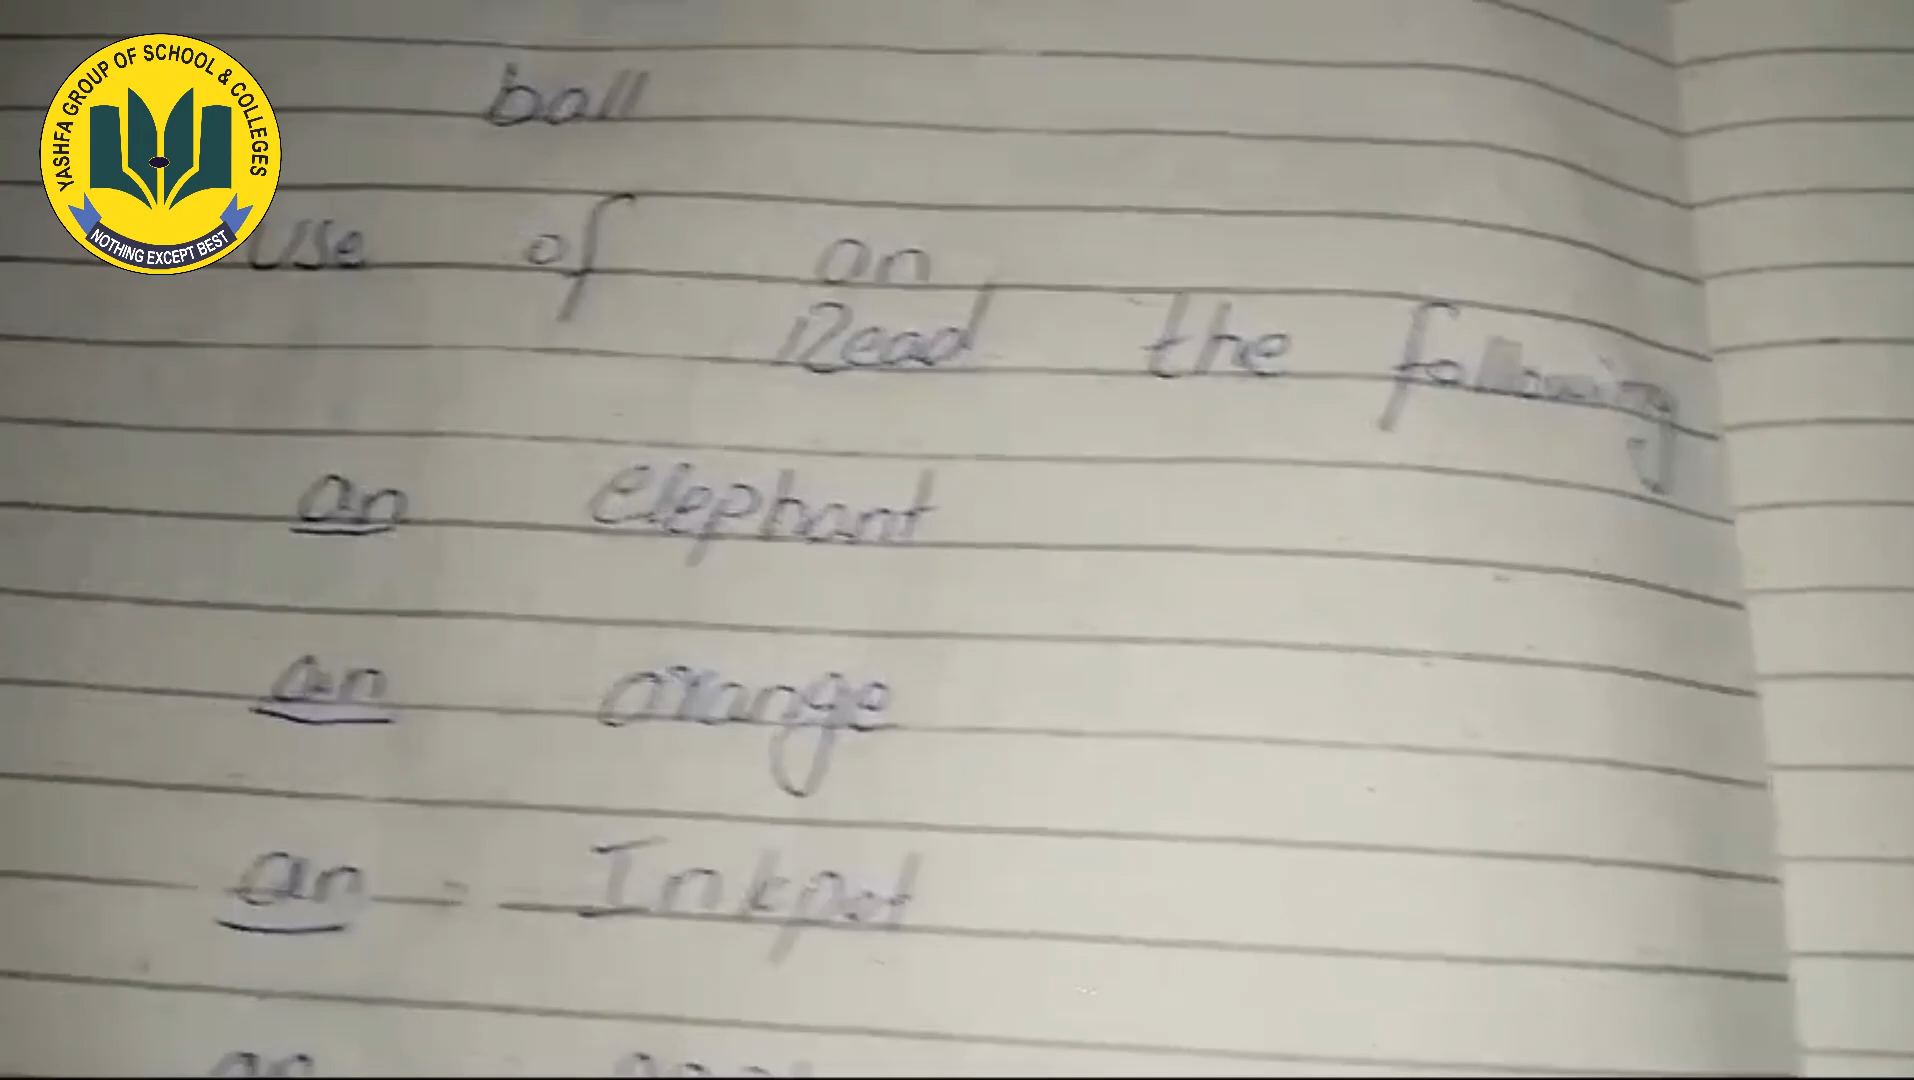 YASHFA GROUP OF SCHOOL & COLLEGES
NOTHING EXCEPT BEST
ball
Use of an
Read the following
an elephant
an orange
an Inkpot
an